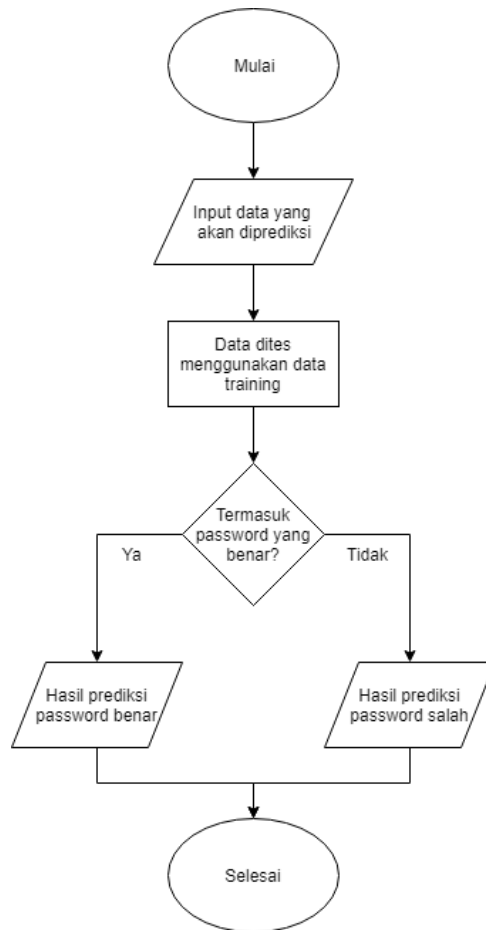 Mulai
Input data yang
akan diprediksi
Data dites
menggunakan data
training
Termasuk
password yang
benar?
Ya
Tidak
Hasil prediksi
password benar
Hasil prediksi
password salah
Selesai